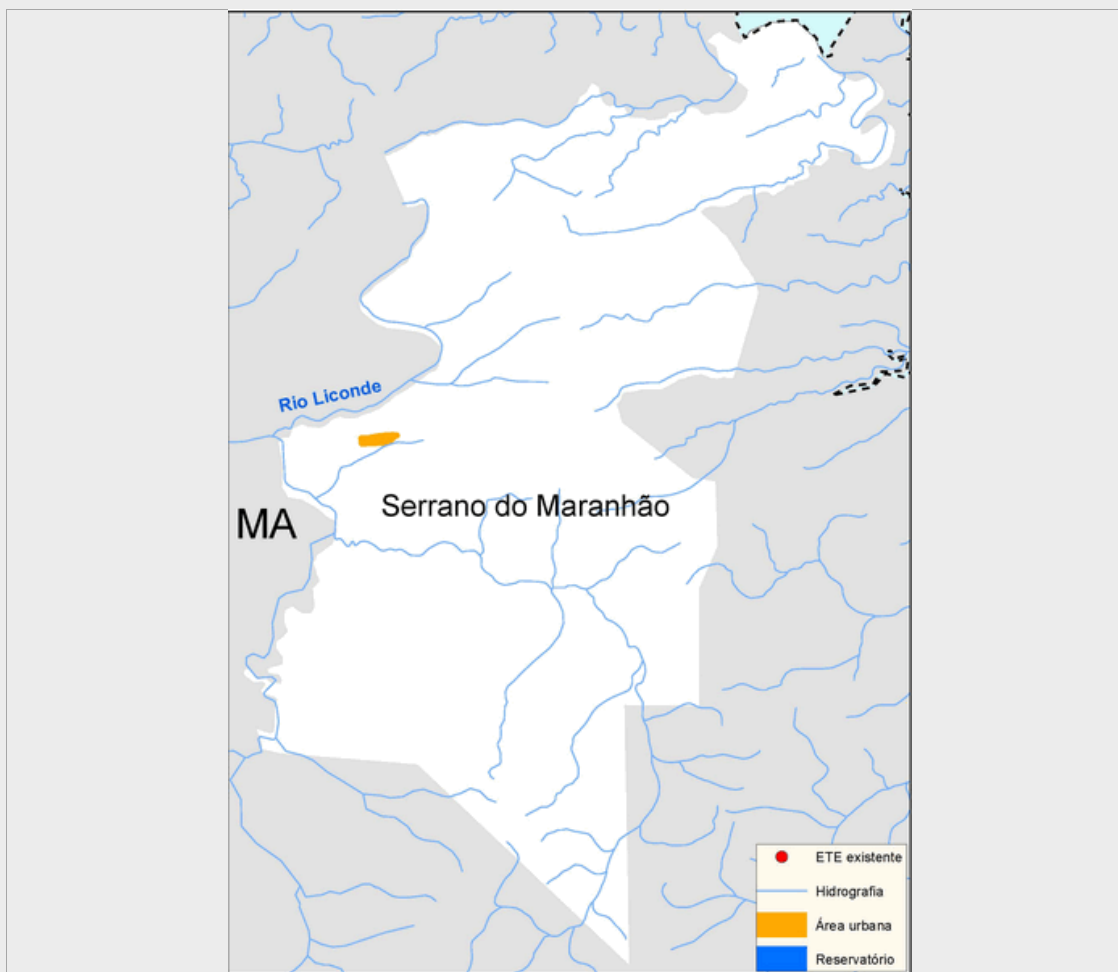 Rio Liconde
Serrano do Maranhão
MA
ETE existente
Hidrografia
Área urbana
Reservatório